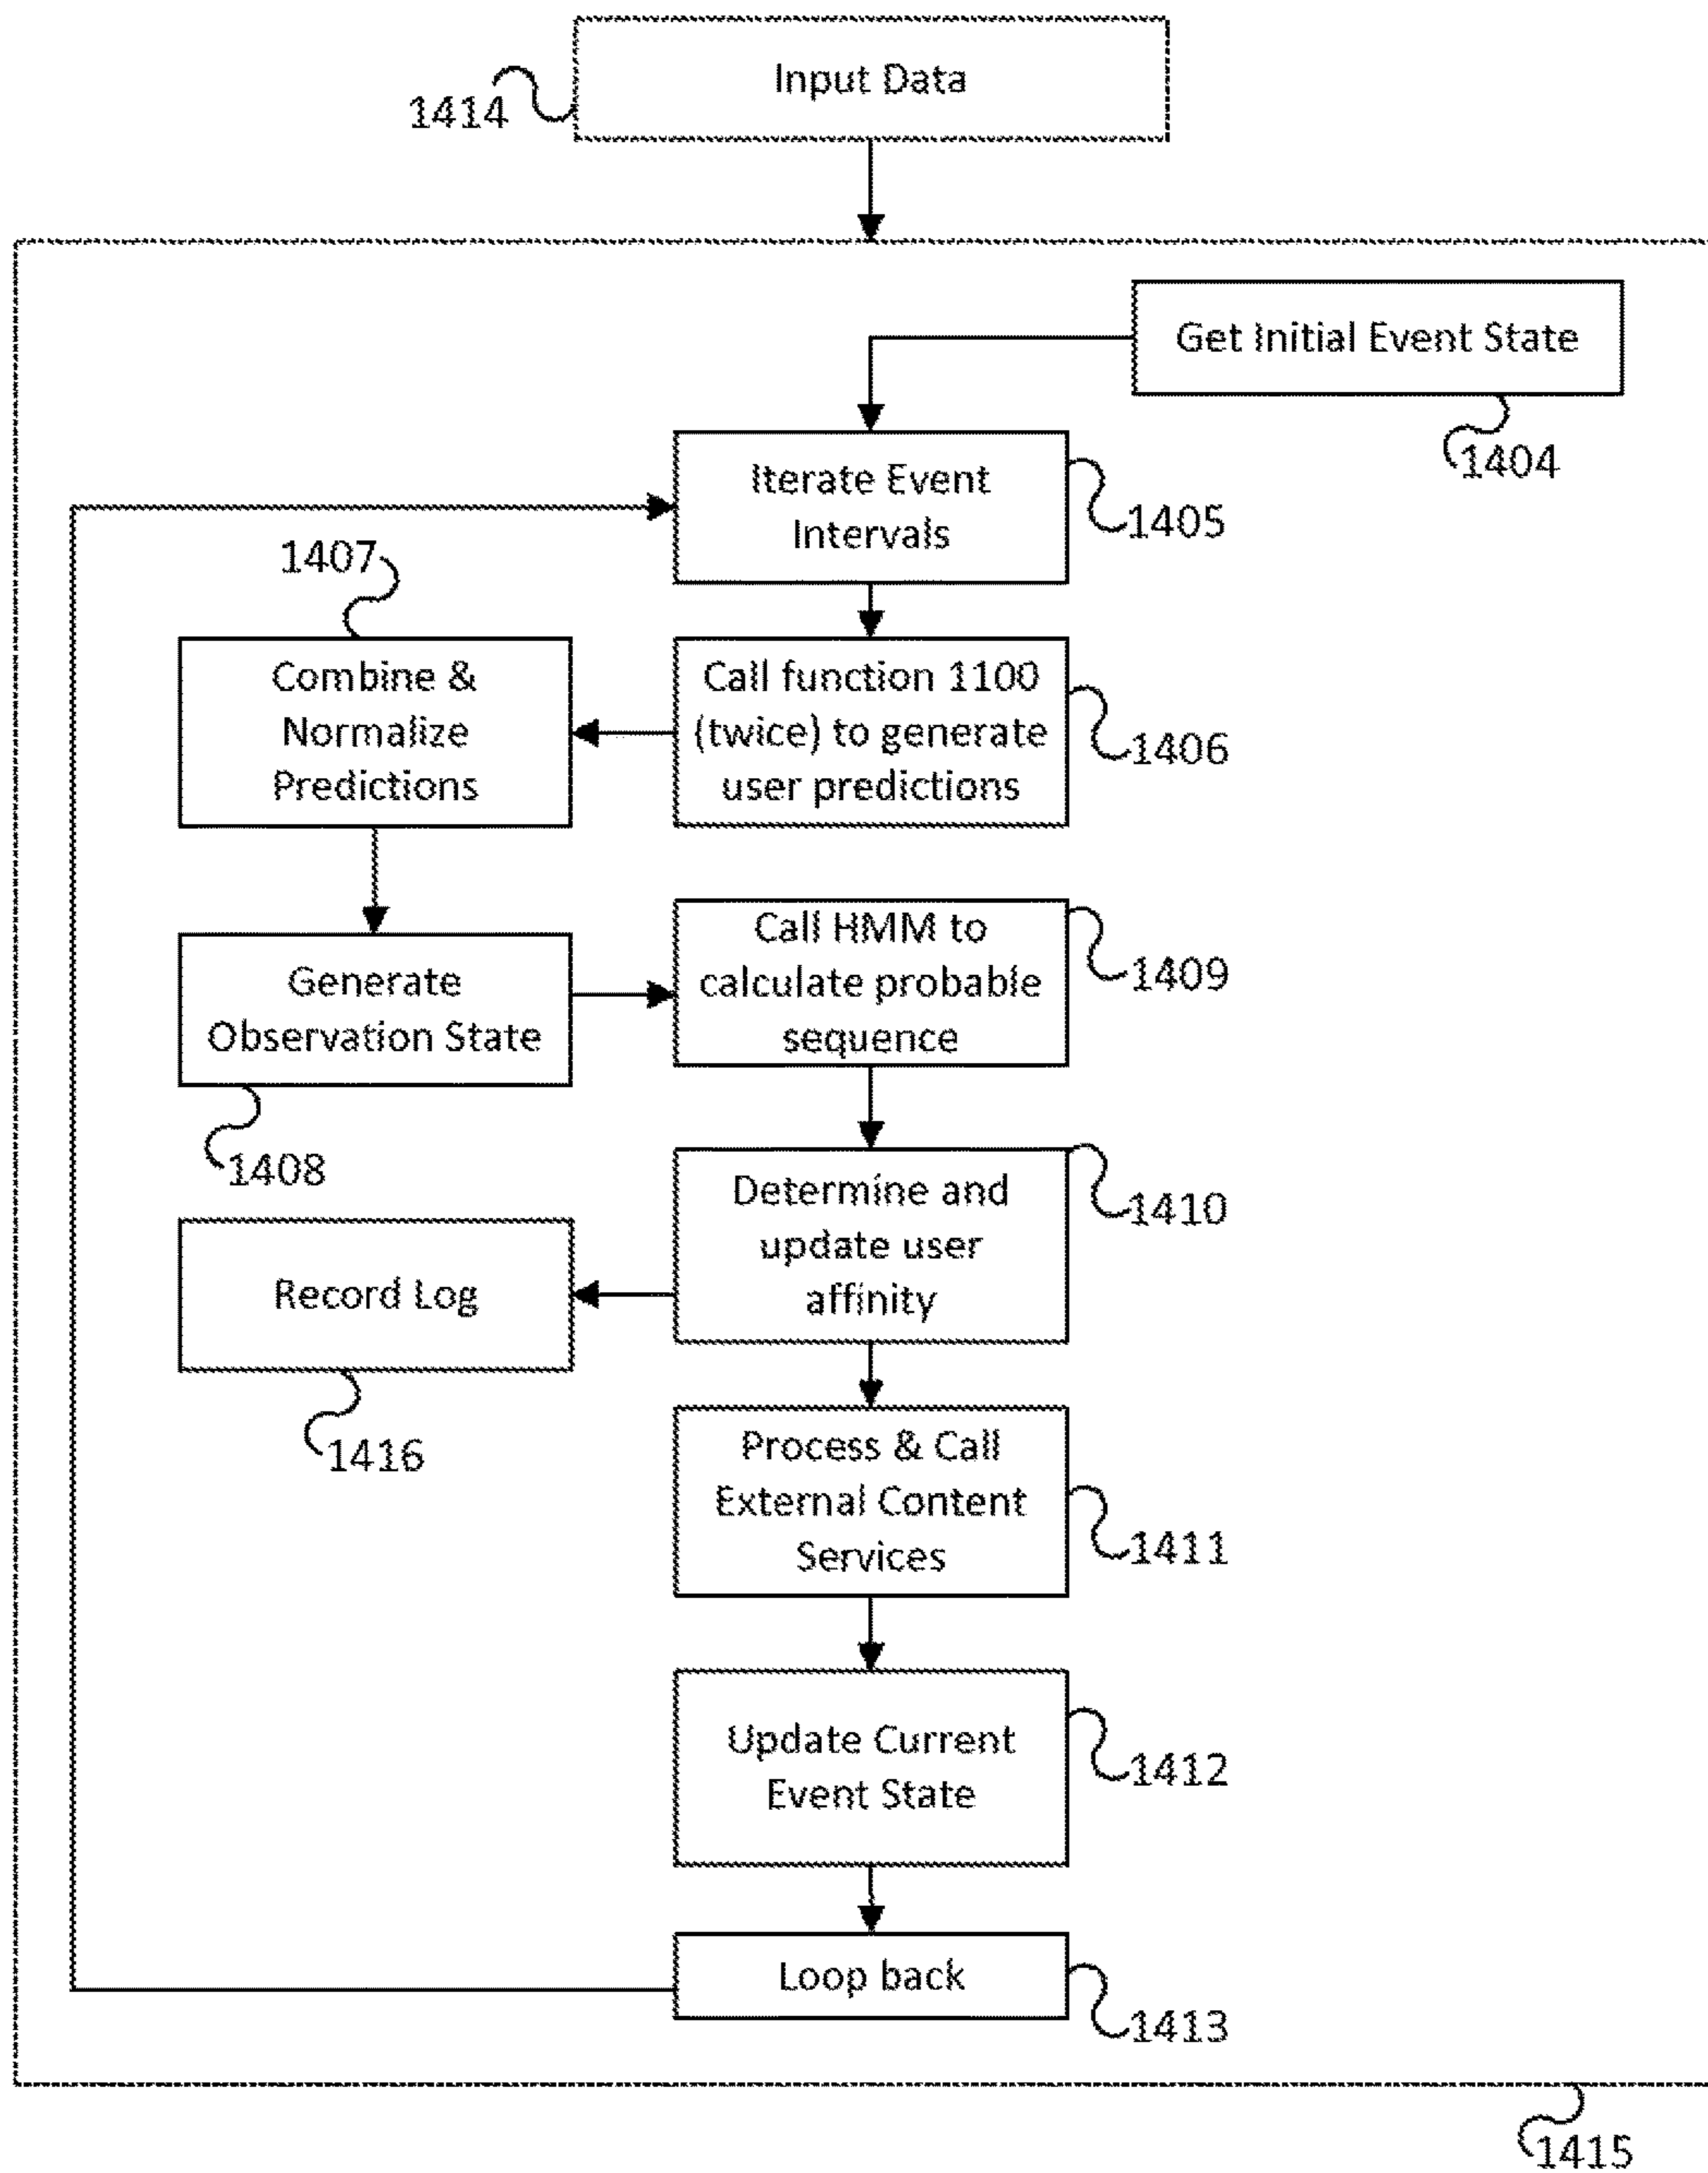 Input Data
1414
Get Initial Event State
1404
Iterate Event
Intervals
1405
1407
Combine &
Normalize
Predictions
Call function 1100
(twice) to generate
user predictions
1406
Generate
Observation State
1408
Call HMM to
calculate probable
sequence
1409
Determine and
update user
affinity
1410
Record Log
1416
Process & Call
External Content
Services
1411
Update Current
Event State
1412
Loop back
1413
1415